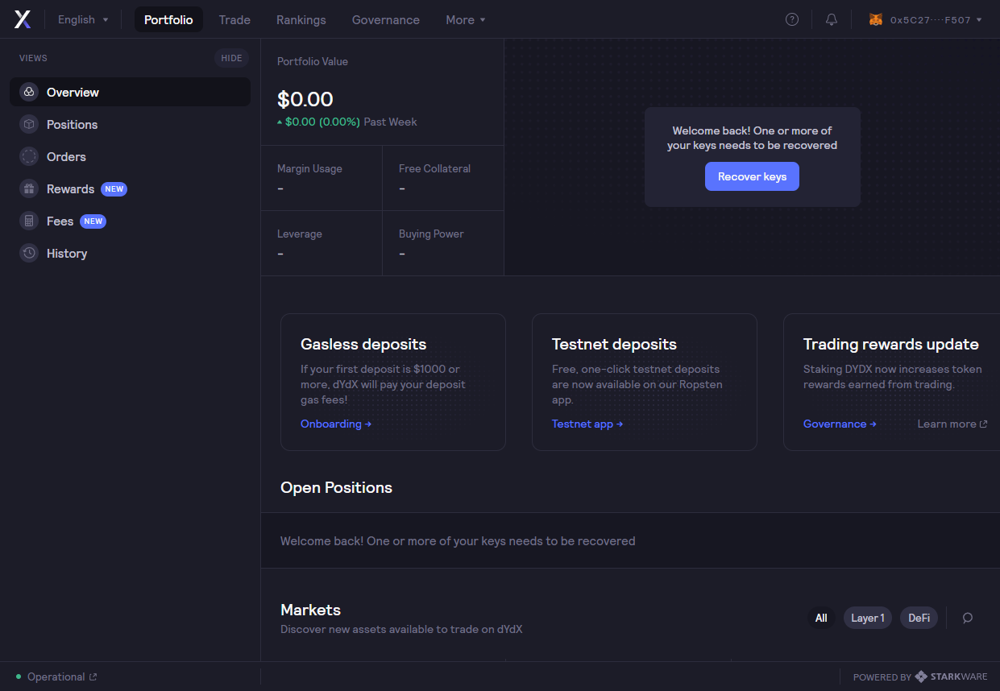 English
Portfolio
Trade
Rankings
Governance
More
?
0x5C27····F507
VIEWS
HIDE
Overview
Positions
Orders
Rewards NEW
Fees NEW
History
Portfolio Value
$0.00
$0.00 (0.00%) Past Week
Margin Usage
–
Free Collateral
–
Leverage
–
Buying Power
–
Welcome back! One or more of
your keys needs to be recovered
Recover keys
Gasless deposits
If your first deposit is $1000 or
more, dYdX will pay your deposit
gas fees!
Onboarding →
Testnet deposits
Free, one-click testnet deposits
are now available on our Ropsten
app.
Testnet app →
Trading rewards update
Staking DYDX now increases token
rewards earned from trading.
Governance →
Learn more
Open Positions
Welcome back! One or more of your keys needs to be recovered
Markets
Discover new assets available to trade on dYdX
All
Layer 1
DeFi
Operational
POWERED BY STARKWARE